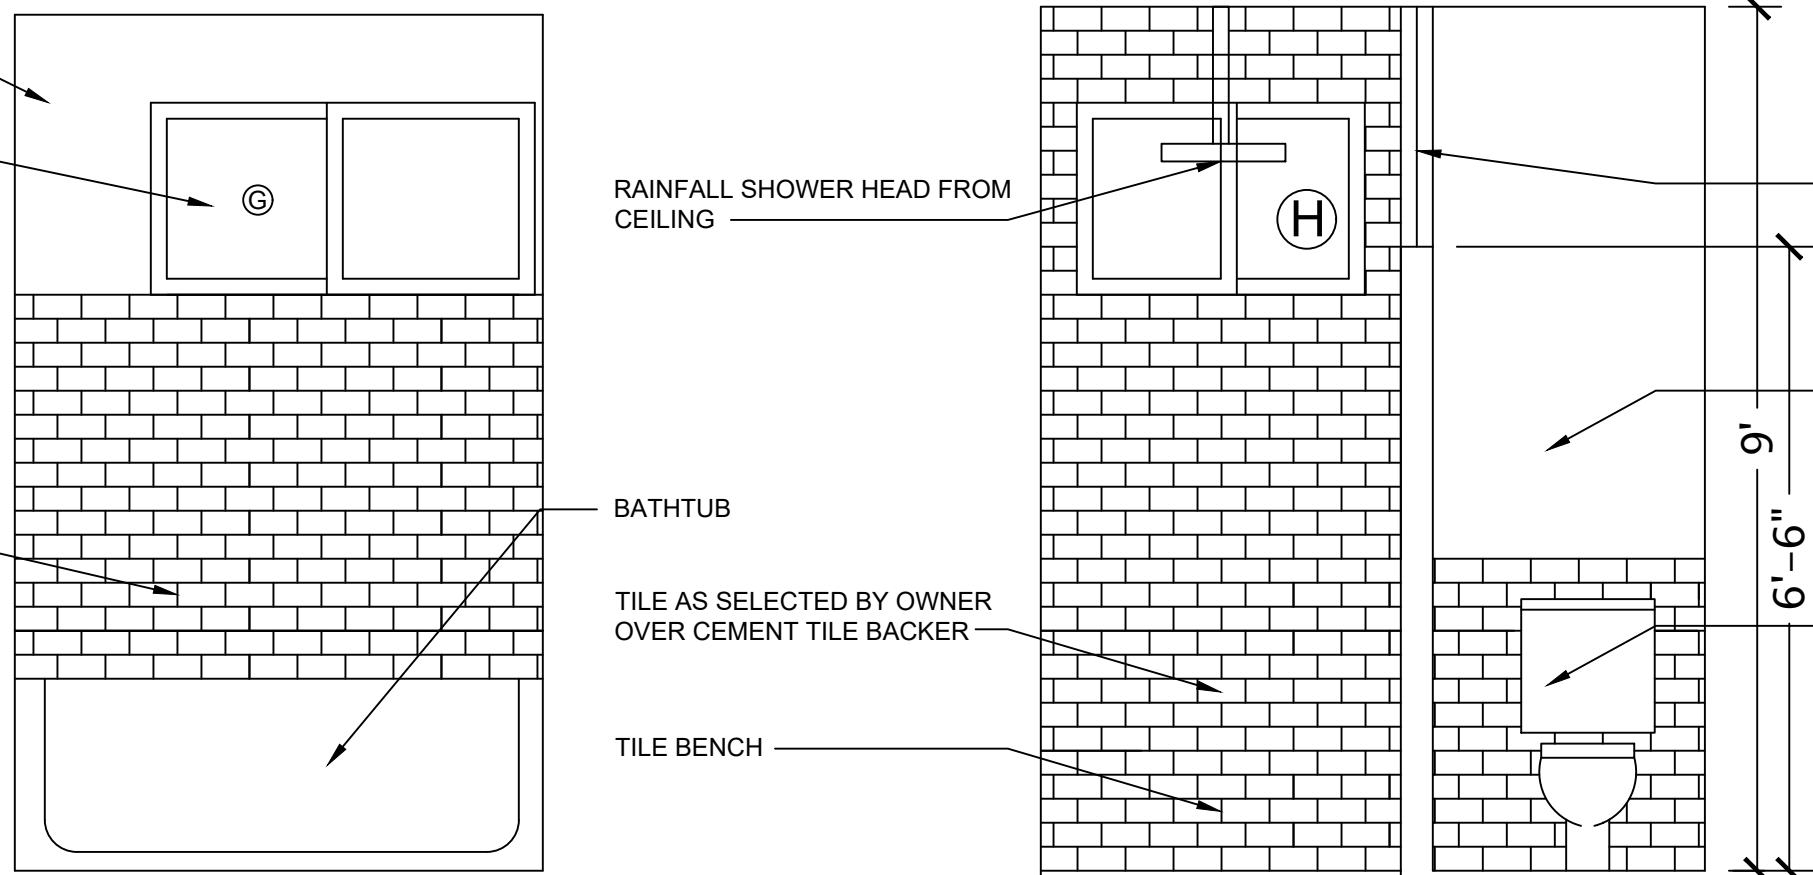 G
RAINFALL SHOWER HEAD FROM
CEILING
H
BATHTUB
TILE AS SELECTED BY OWNER
OVER CEMENT TILE BACKER
TILE BENCH
9'
6'-6"